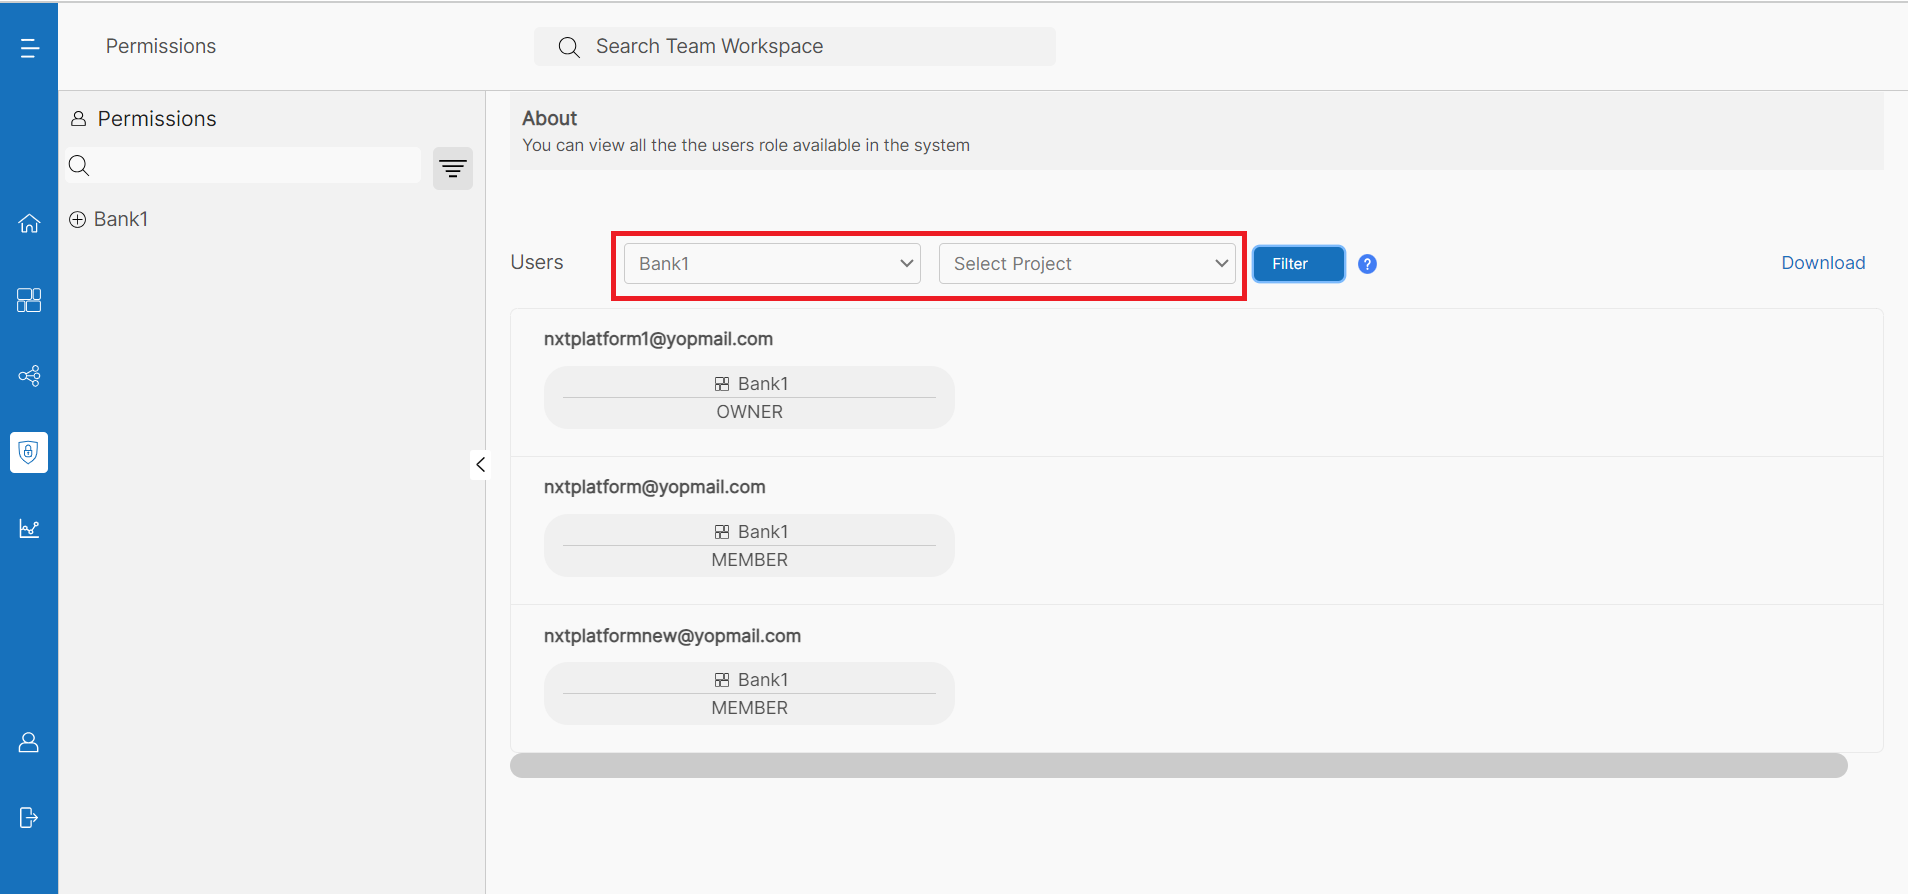 Permissions
Search Team Workspace
Permissions
Bank1
About
You can view all the the users role available in the system
Users
Bank1
Select Project
Filter
?
Download
nxtplatform1@yopmail.com
Bank1
OWNER
nxtplatform@yopmail.com
Bank1
MEMBER
nxtplatformnew@yopmail.com
Bank1
MEMBER